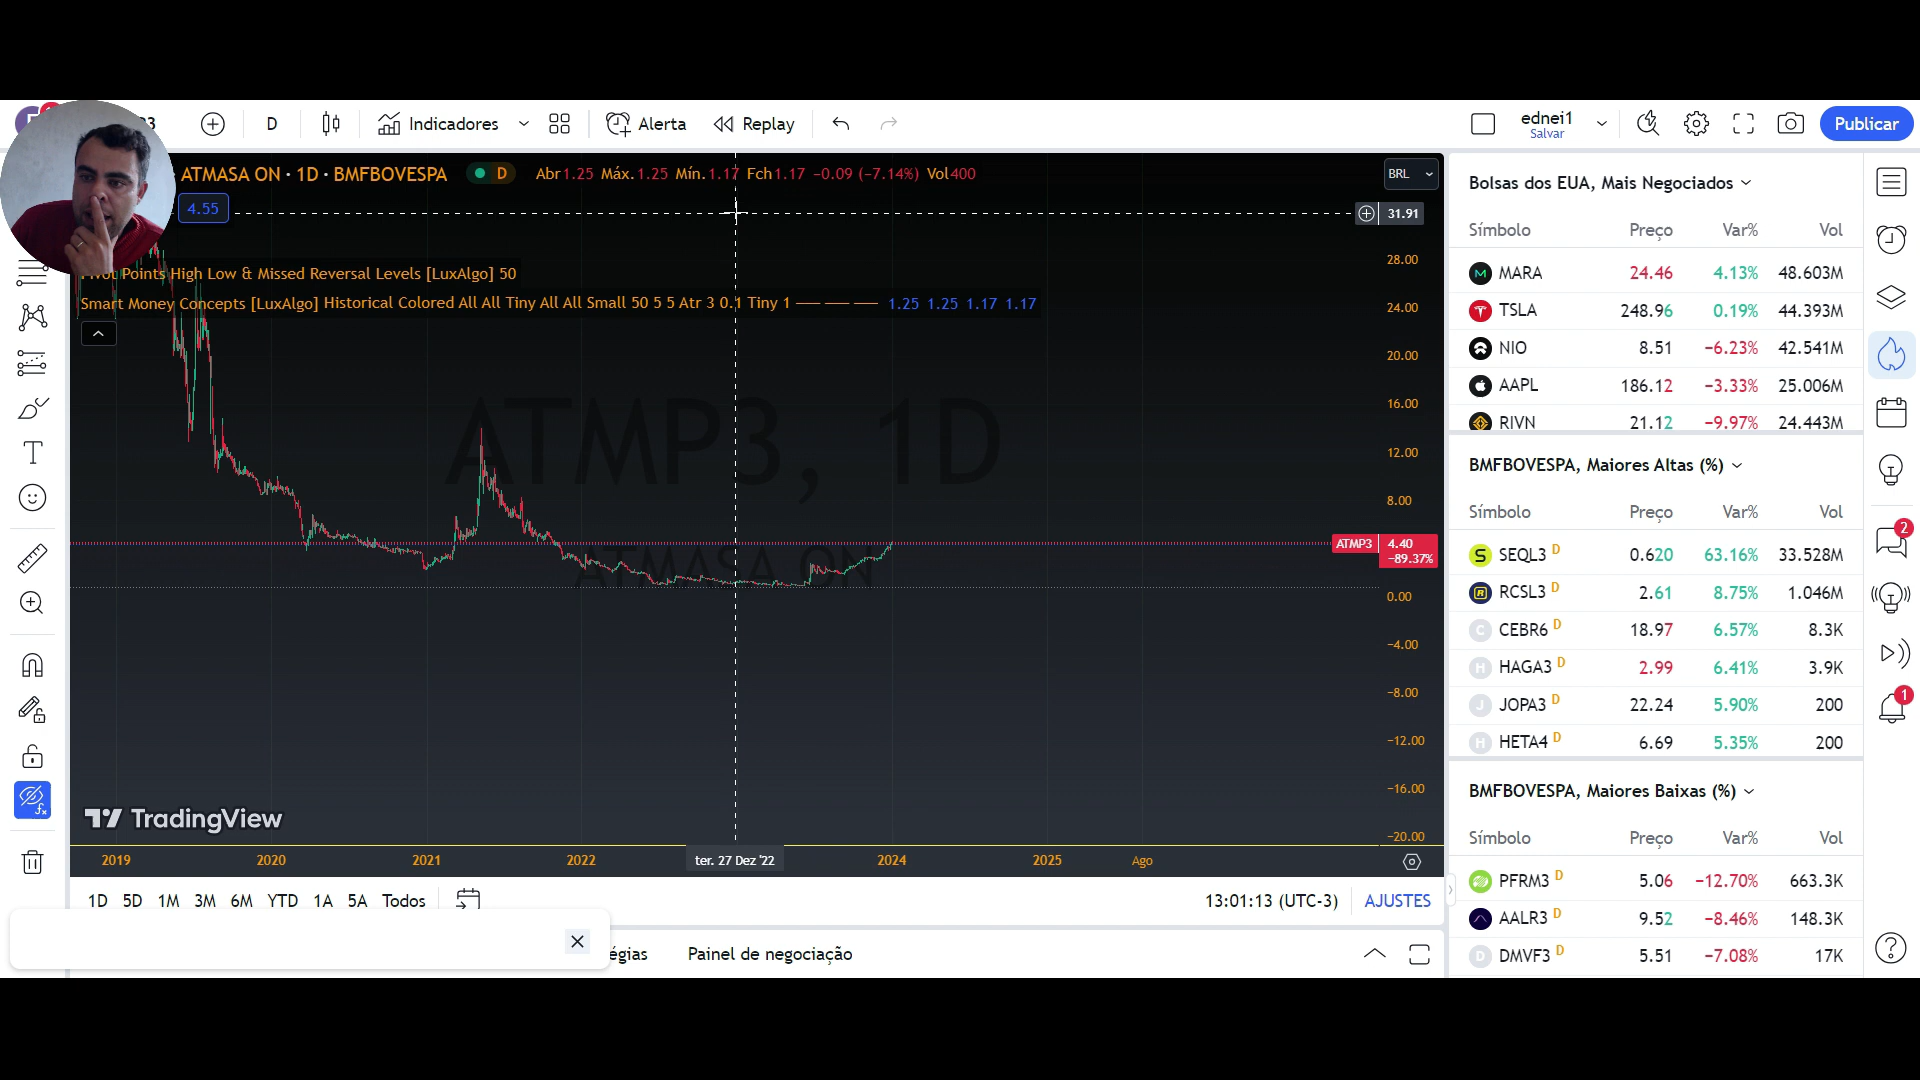 3 D Indicadores Alerta Replay ednei1 Salvar Publicar
ATMASA ON · 1D · BMFBOVESPA D Abr1.25 Máx.1.25 Mín.1.17 Fch1.17 −0.09 (−7.14%) Vol400 BRL
4.55
31.91
Points High Low & Missed Reversal Levels [LuxAlgo] 50
Smart Money Concepts [LuxAlgo] Historical Colored All All Tiny All All Small 50 5 5 Atr 3 0.1 Tiny 1 1.25 1.25 1.17 1.17
28.00
24.00
20.00
16.00
12.00
8.00
ATMP3 4.40
−89.37%
0.00
−4.00
−8.00
−12.00
−16.00
−20.00
ATMP3, 1D
ATMASA ON
TradingView
2019 2020 2021 2022 ter. 27 Dez '22 2024 2025 Ago
1D 5D 1M 3M 6M YTD 1A 5A Todos 13:01:13 (UTC-3) AJUSTES
égias Painel de negociação
Bolsas dos EUA, Mais Negociados
Símbolo Preço Var% Vol
MARA 24.46 4.13% 48.603M
TSLA 248.96 0.19% 44.393M
NIO 8.51 −6.23% 42.541M
AAPL 186.12 −3.33% 25.006M
RIVN 21.12 −9.97% 24.443M
BMFBOVESPA, Maiores Altas (%)
Símbolo Preço Var% Vol
SEQL3 D 0.620 63.16% 33.528M
RCSL3 D 2.61 8.75% 1.046M
C CEBR6 D 18.97 6.57% 8.3K
H HAGA3 D 2.99 6.41% 3.9K
J JOPA3 D 22.24 5.90% 200
H HETA4 D 6.69 5.35% 200
BMFBOVESPA, Maiores Baixas (%)
Símbolo Preço Var% Vol
PFRM3 D 5.06 −12.70% 663.3K
AALR3 D 9.52 −8.46% 148.3K
D DMVF3 D 5.51 −7.08% 17K
2
1